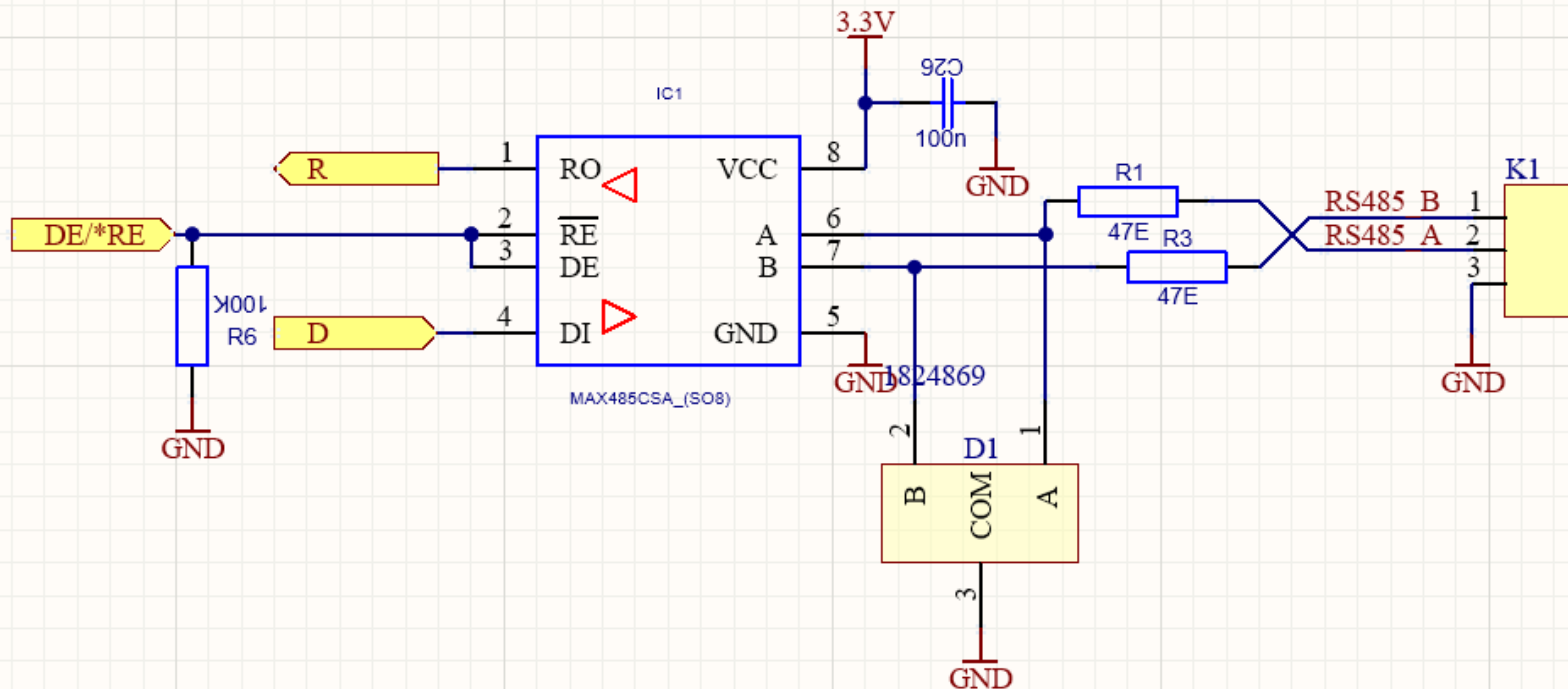 3.3V
C26
100n
GND
IC1
1
R
RO
VCC
8
DE/*RE
2
RE
A
6
3
DE
B
7
100K
R6
D
4
DI
GND
5
GND
MAX485CSA_(SO8)
GND
1824869
R1
47E
R3
47E
RS485_B
RS485_A
K1
1
2
3
GND
2
1
D1
B
COM
A
3
GND